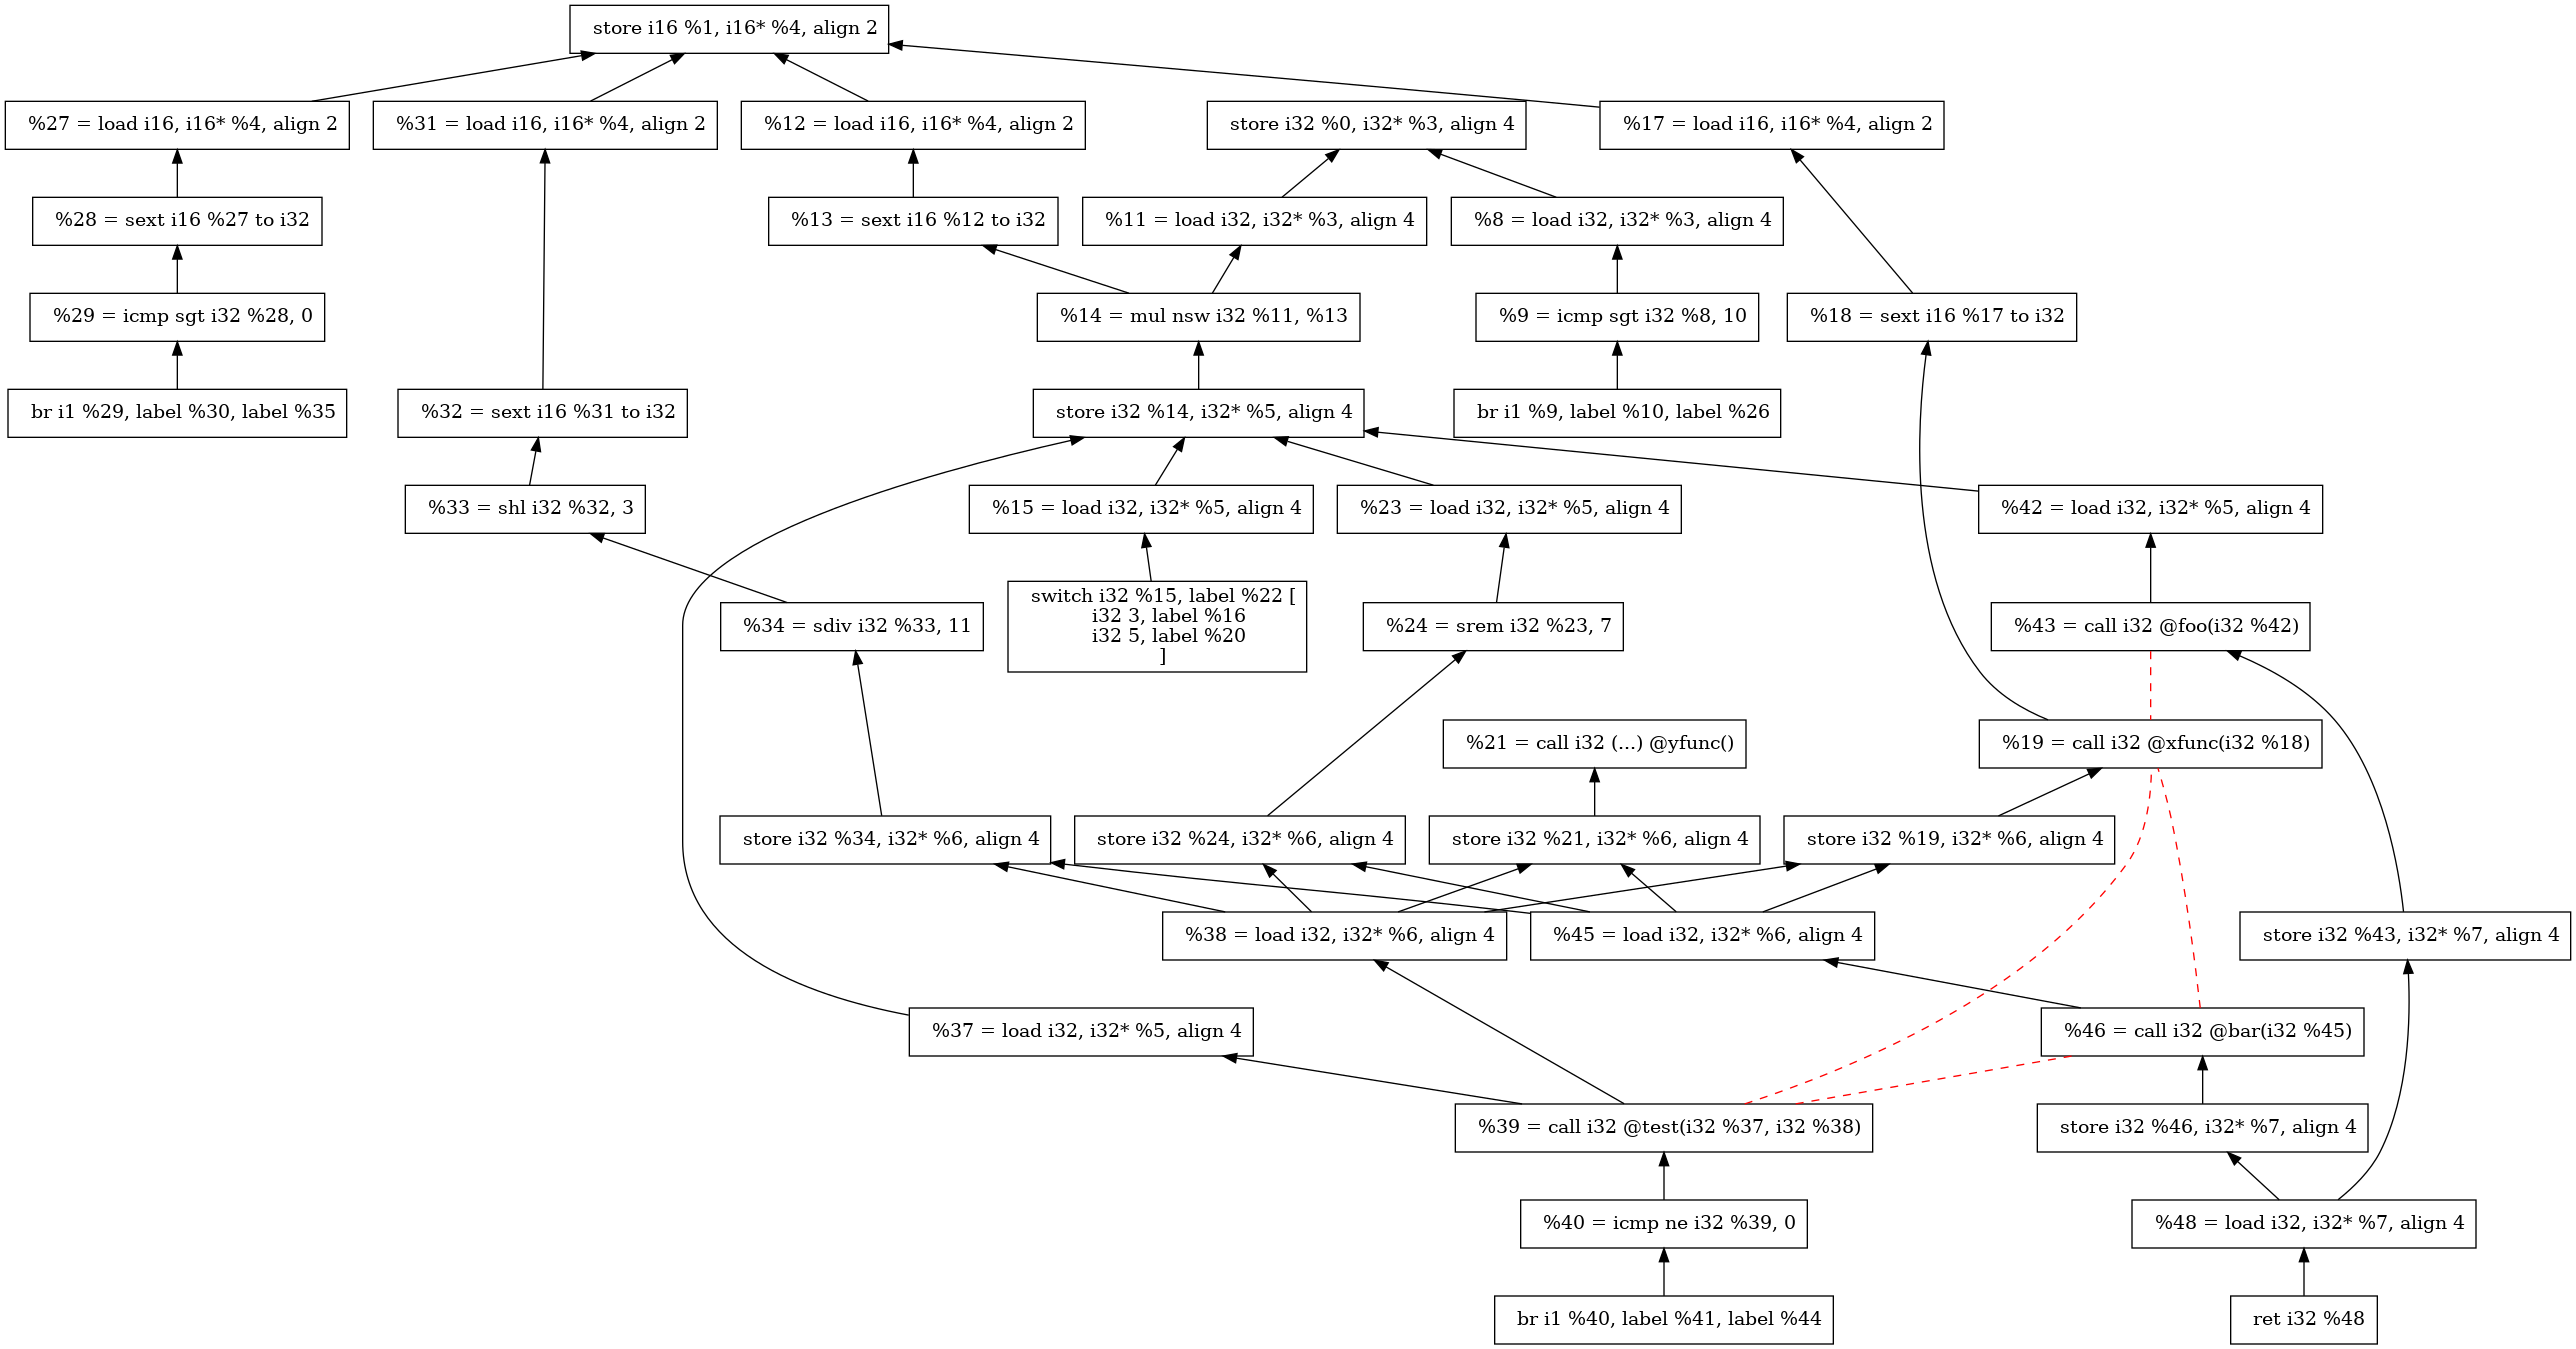 store i16 %1, i16* %4, align 2
%27 = load i16, i16* %4, align 2
%31 = load i16, i16* %4, align 2
%12 = load i16, i16* %4, align 2
store i32 %0, i32* %3, align 4
%17 = load i16, i16* %4, align 2
%28 = sext i16 %27 to i32
%13 = sext i16 %12 to i32
%11 = load i32, i32* %3, align 4
%8 = load i32, i32* %3, align 4
%29 = icmp sgt i32 %28, 0
%14 = mul nsw i32 %11, %13
%9 = icmp sgt i32 %8, 10
%18 = sext i16 %17 to i32
br i1 %29, label %30, label %35
%32 = sext i16 %31 to i32
store i32 %14, i32* %5, align 4
br i1 %9, label %10, label %26
%33 = shl i32 %32, 3
%15 = load i32, i32* %5, align 4
%23 = load i32, i32* %5, align 4
%42 = load i32, i32* %5, align 4
%34 = sdiv i32 %33, 11
switch i32 %15, label %22 [
i32 3, label %16
i32 5, label %20
]
%24 = srem i32 %23, 7
%43 = call i32 @foo(i32 %42)
%21 = call i32 (...) @yfunc()
%19 = call i32 @xfunc(i32 %18)
store i32 %34, i32* %6, align 4
store i32 %24, i32* %6, align 4
store i32 %21, i32* %6, align 4
store i32 %19, i32* %6, align 4
%38 = load i32, i32* %6, align 4
%45 = load i32, i32* %6, align 4
store i32 %43, i32* %7, align 4
%37 = load i32, i32* %5, align 4
%46 = call i32 @bar(i32 %45)
%39 = call i32 @test(i32 %37, i32 %38)
store i32 %46, i32* %7, align 4
%40 = icmp ne i32 %39, 0
%48 = load i32, i32* %7, align 4
br i1 %40, label %41, label %44
ret i32 %48